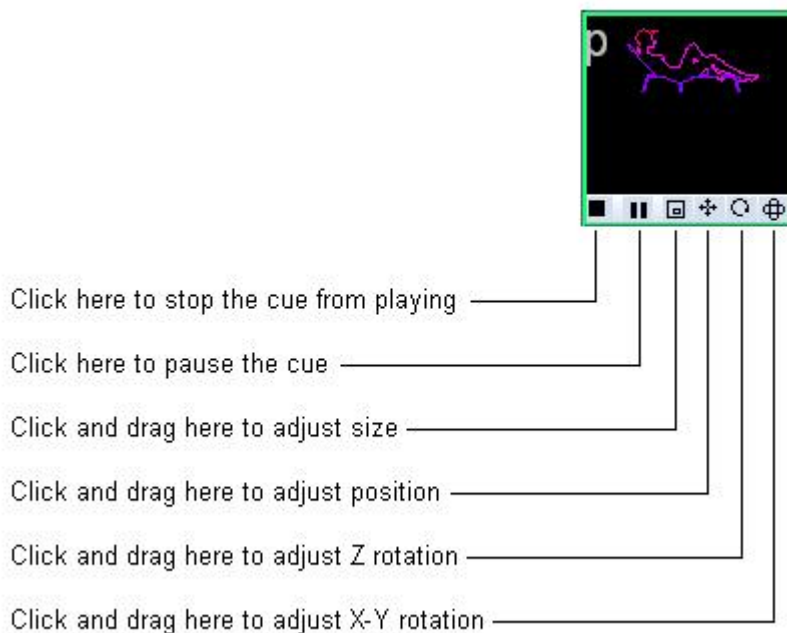 p
Click here to stop the cue from playing
Click here to pause the cue
Click and drag here to adjust size
Click and drag here to adjust position
Click and drag here to adjust Z rotation
Click and drag here to adjust X-Y rotation